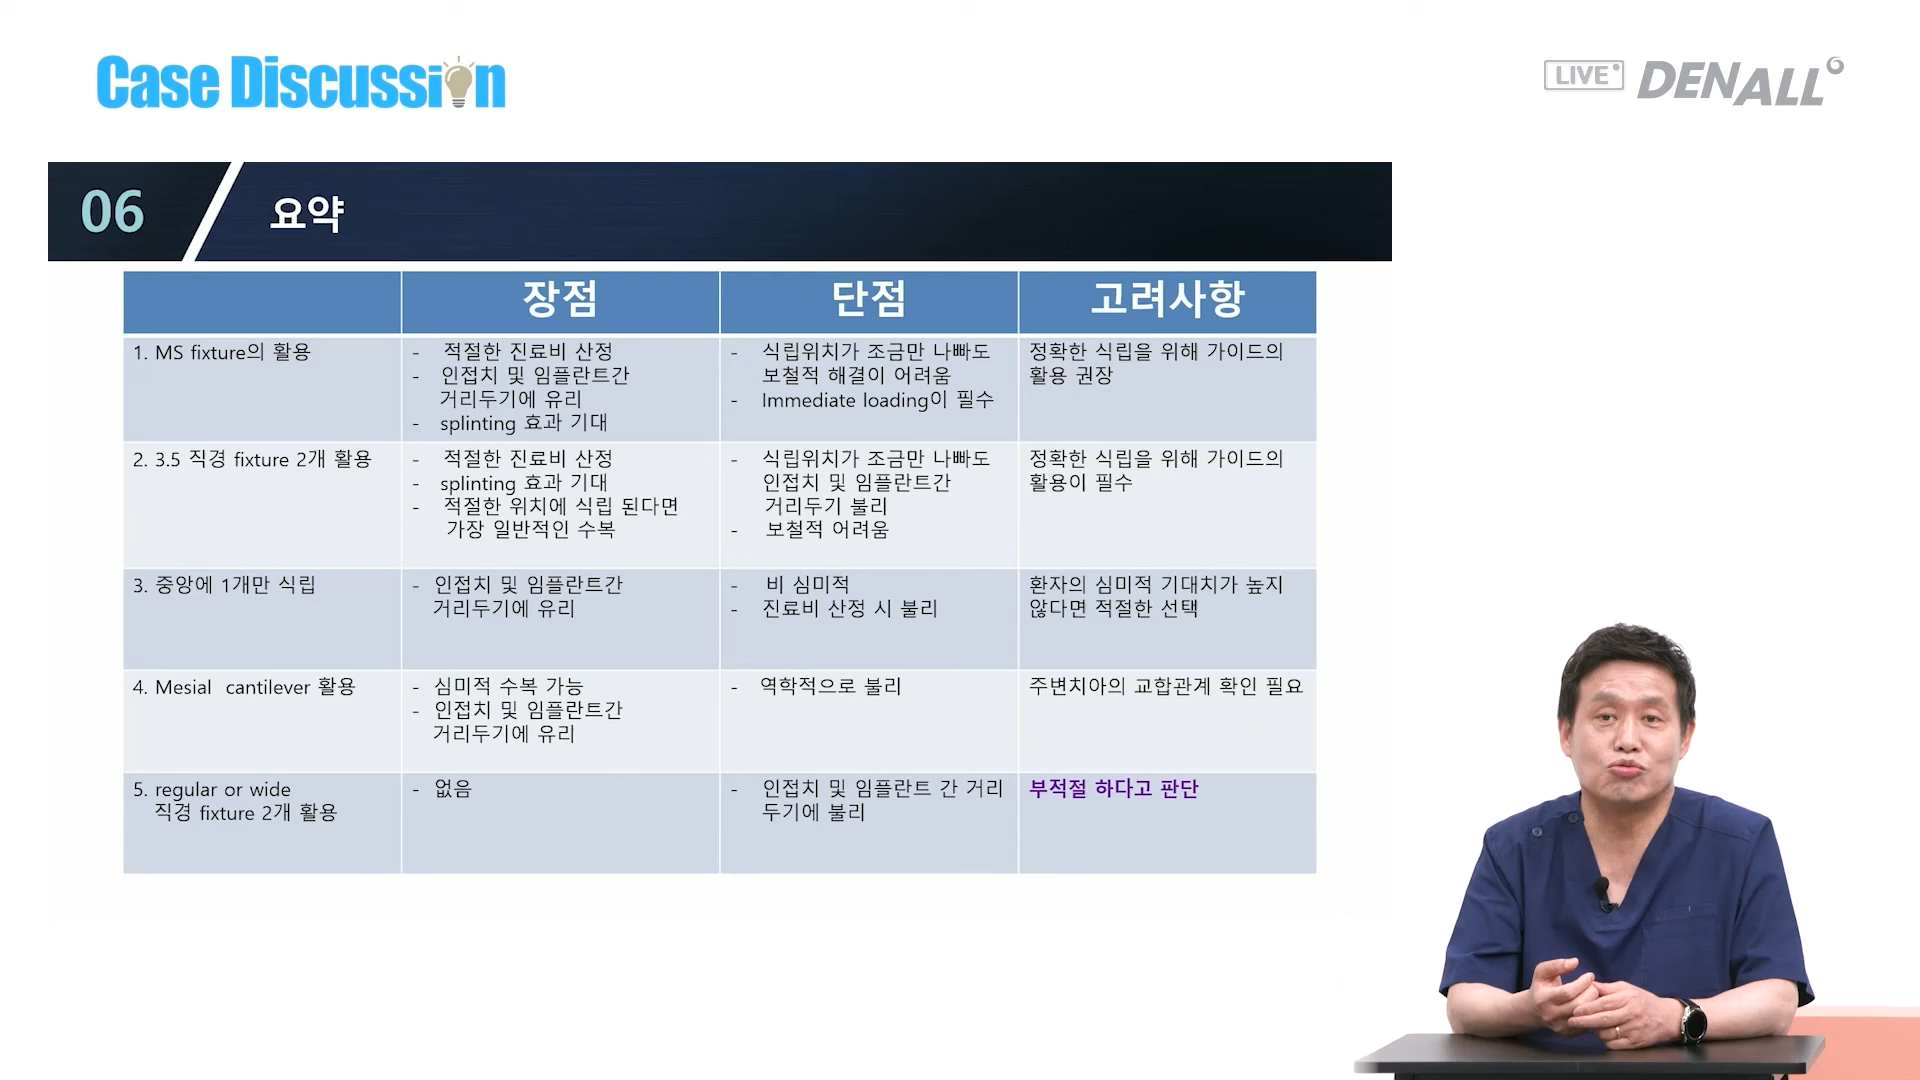 Case Discussion
LIVE DENALL
06 요약
장점 단점 고려사항
1. MS fixture의 활용
- 적절한 진료비 산정
- 인접치 및 임플란트간
거리두기에 유리
- splinting 효과 기대
- 식립위치가 조금만 나빠도
보철적 해결이 어려움
- Immediate loading이 필수
정확한 식립을 위해 가이드의
활용 권장
2. 3.5 직경 fixture 2개 활용
- 적절한 진료비 산정
- splinting 효과 기대
- 적절한 위치에 식립 된다면
가장 일반적인 수복
- 식립위치가 조금만 나빠도
인접치 및 임플란트간
거리두기 불리
- 보철적 어려움
정확한 식립을 위해 가이드의
활용이 필수
3. 중앙에 1개만 식립
- 인접치 및 임플란트간
거리두기에 유리
- 비 심미적
- 진료비 산정 시 불리
환자의 심미적 기대치가 높지
않다면 적절한 선택
4. Mesial cantilever 활용
- 심미적 수복 가능
- 인접치 및 임플란트간
거리두기에 유리
- 역학적으로 불리
주변치아의 교합관계 확인 필요
5. regular or wide
직경 fixture 2개 활용
- 없음
- 인접치 및 임플란트 간 거리
두기에 불리
부적절 하다고 판단